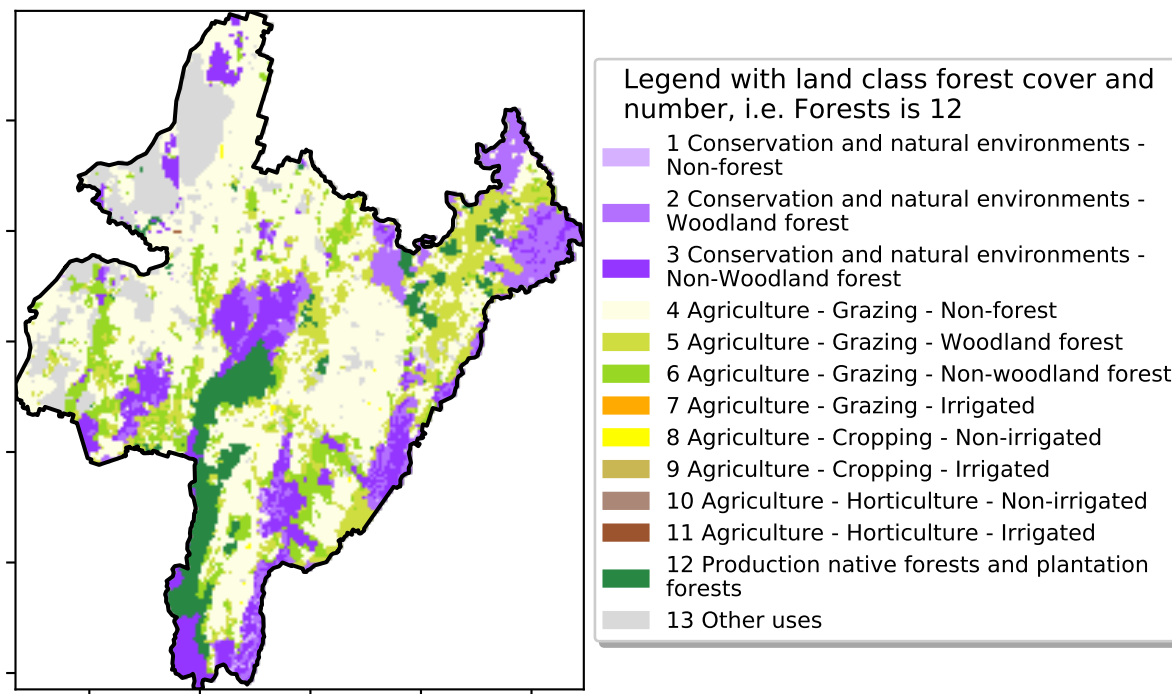 Legend with land class forest cover and
number, i.e. Forests is 12
1 Conservation and natural environments -
Non-forest
2 Conservation and natural environments -
Woodland forest
3 Conservation and natural environments -
Non-Woodland forest
4 Agriculture - Grazing - Non-forest
5 Agriculture - Grazing - Woodland forest
6 Agriculture - Grazing - Non-woodland forest
7 Agriculture - Grazing - Irrigated
8 Agriculture - Cropping - Non-irrigated
9 Agriculture - Cropping - Irrigated
10 Agriculture - Horticulture - Non-irrigated
11 Agriculture - Horticulture - Irrigated
12 Production native forests and plantation
forests
13 Other uses